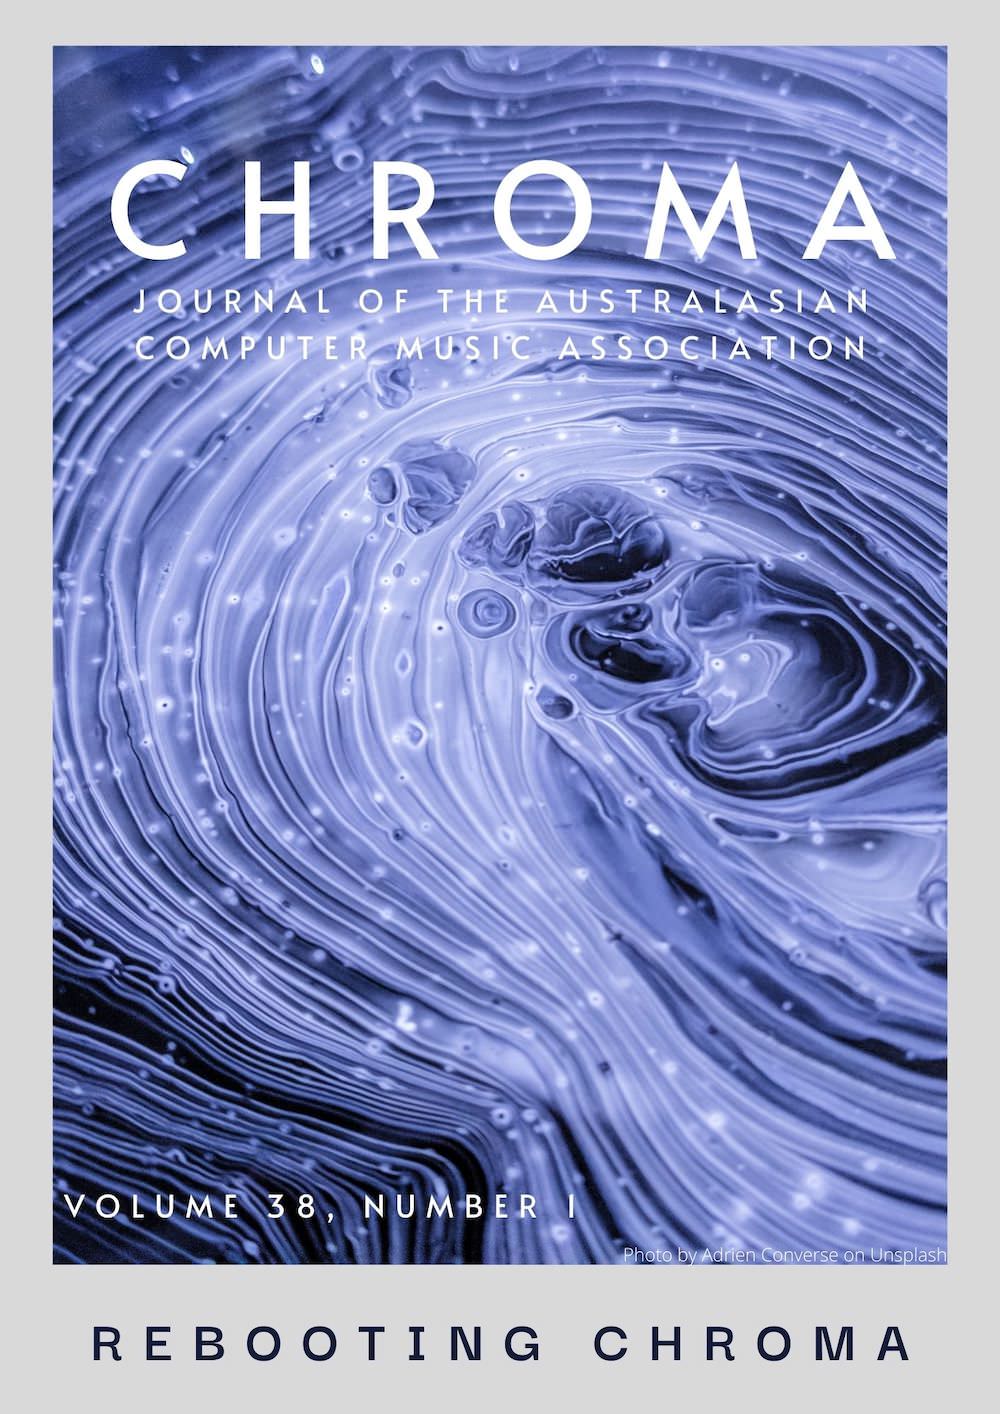 CHROMA
JOURNAL OF THE AUSTRALASIAN
COMPUTER MUSIC ASSOCIATION
VOLUME 38, NUMBER 1
Photo by Adrien Converse on Unsplash
REBOOTING CHROMA